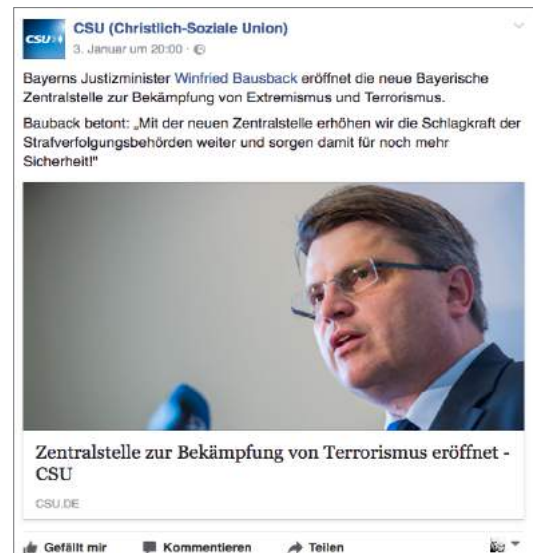 CSU
CSU (Christlich-Soziale Union)
3. Januar um 20:00 ·
Bayerns Justizminister Winfried Bausback eröffnet die neue Bayerische
Zentralstelle zur Bekämpfung von Extremismus und Terrorismus.
Bauback betont: „Mit der neuen Zentralstelle erhöhen wir die Schlagkraft der
Strafverfolgungsbehörden weiter und sorgen damit für noch mehr
Sicherheit!"
Zentralstelle zur Bekämpfung von Terrorismus eröffnet -
CSU
CSU.DE
Gefällt mir Kommentieren Teilen